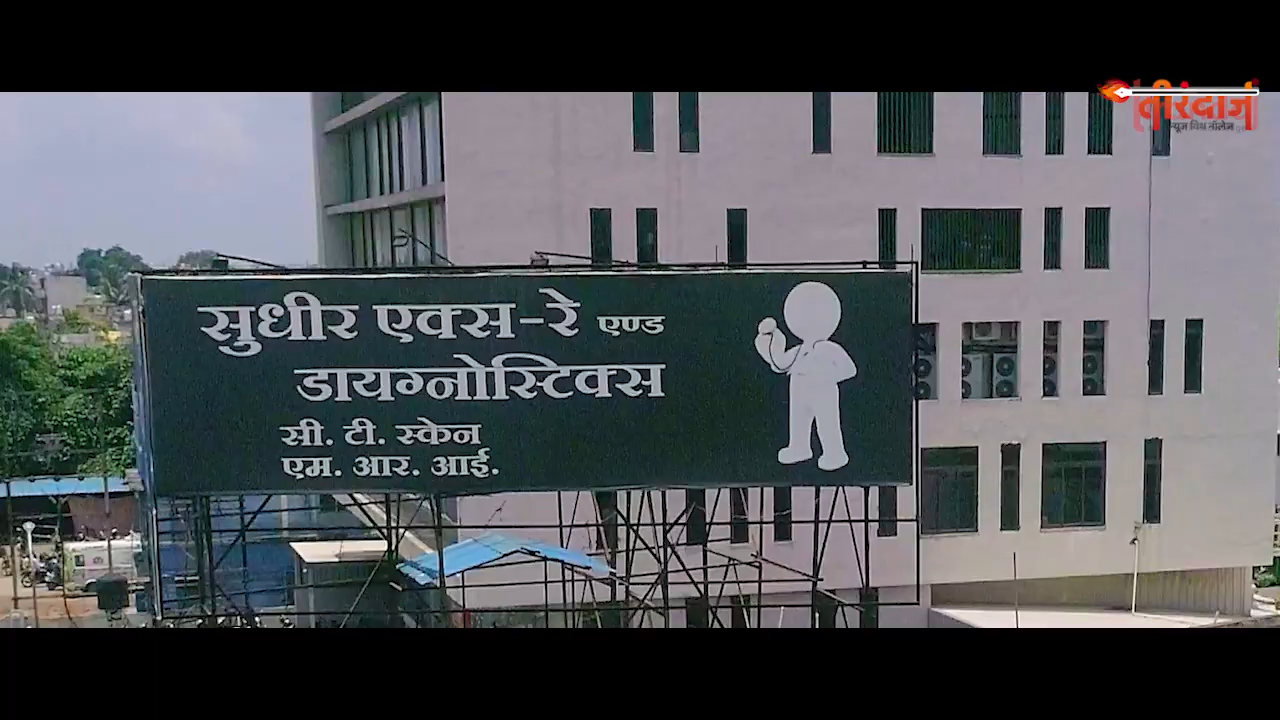 तीरंदाज
न्यूज विथ नॉलेज
सुधीर एक्स-रे एण्ड
डायग्नोस्टिक्स
सी. टी. स्केन
एम. आर. आई.